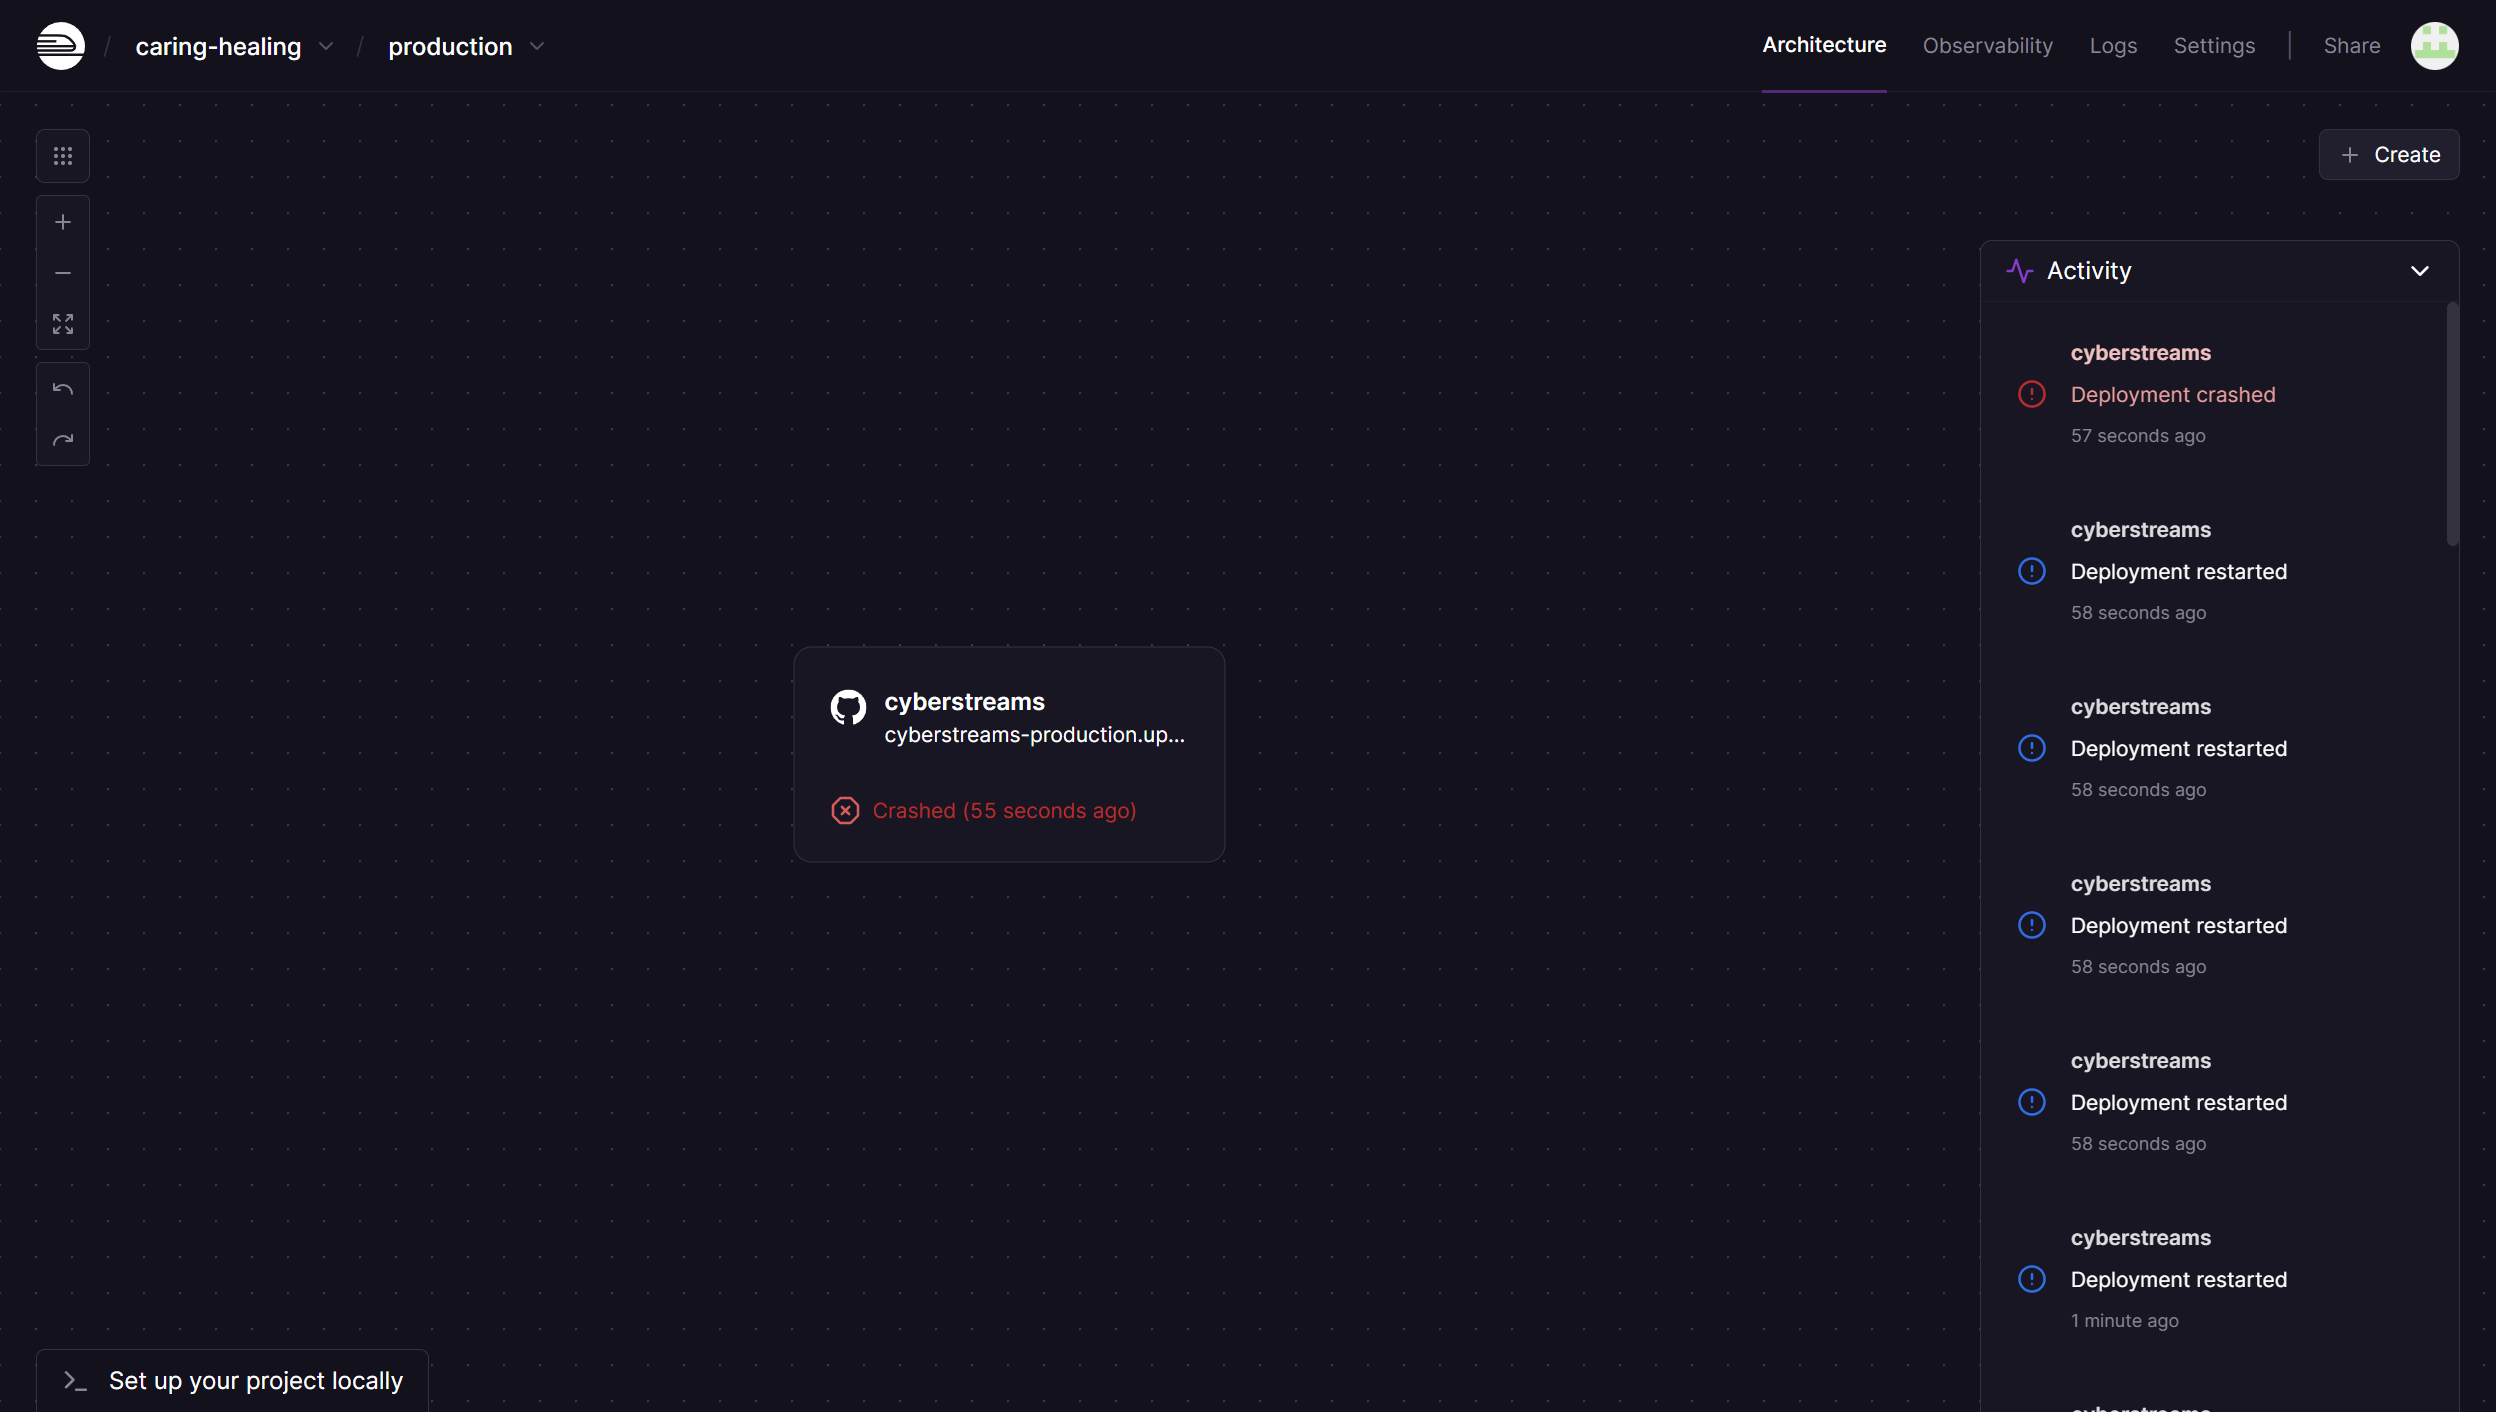 / caring-healing / production
Architecture
Observability
Logs
Settings
Share
Create
Activity
cyberstreams
Deployment crashed
57 seconds ago
cyberstreams
Deployment restarted
58 seconds ago
cyberstreams
Deployment restarted
58 seconds ago
cyberstreams
Deployment restarted
58 seconds ago
cyberstreams
Deployment restarted
58 seconds ago
cyberstreams
Deployment restarted
1 minute ago
cyberstreams
cyberstreams-production.up...
Crashed (55 seconds ago)
Set up your project locally